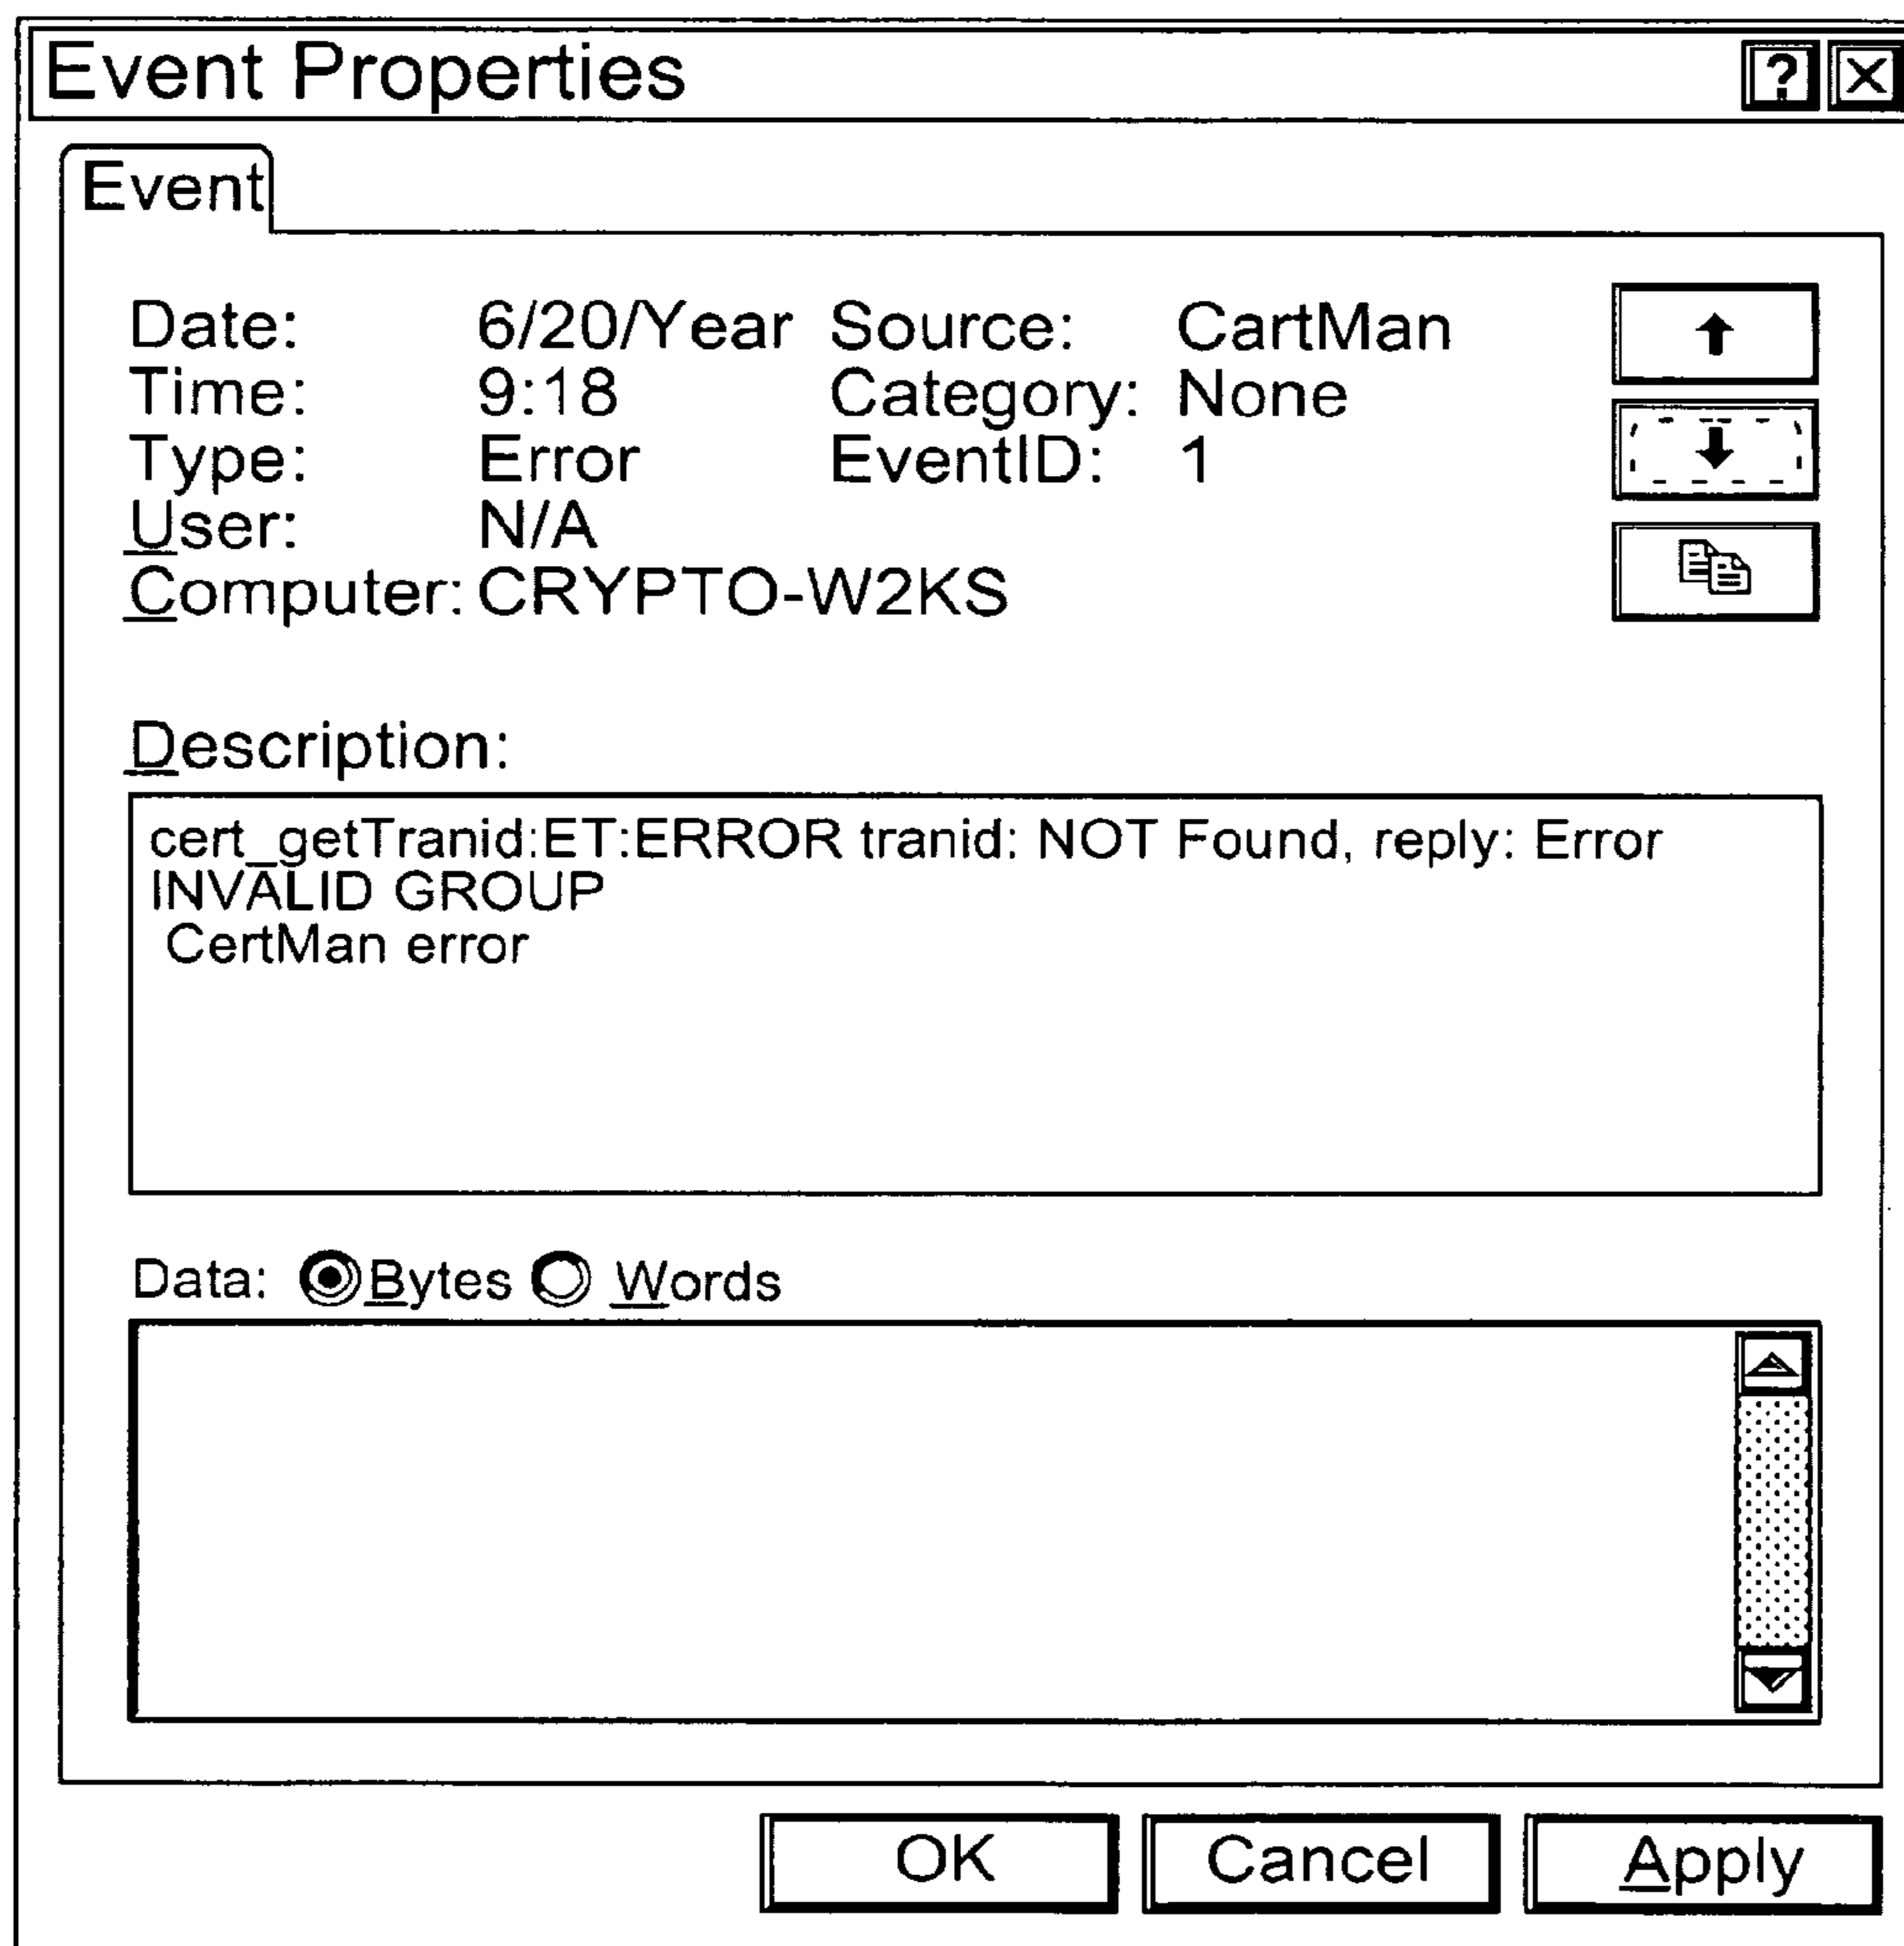 Event Properties ? X
Event
Date: 6/20/Year Source: CartMan
Time: 9:18 Category: None
Type: Error EventID: 1
User: N/A
Computer: CRYPTO-W2KS
Description:
cert_getTranid:ET:ERROR tranid: NOT Found, reply: Error
INVALID GROUP
CertMan error
Data: Bytes Words
OK Cancel Apply